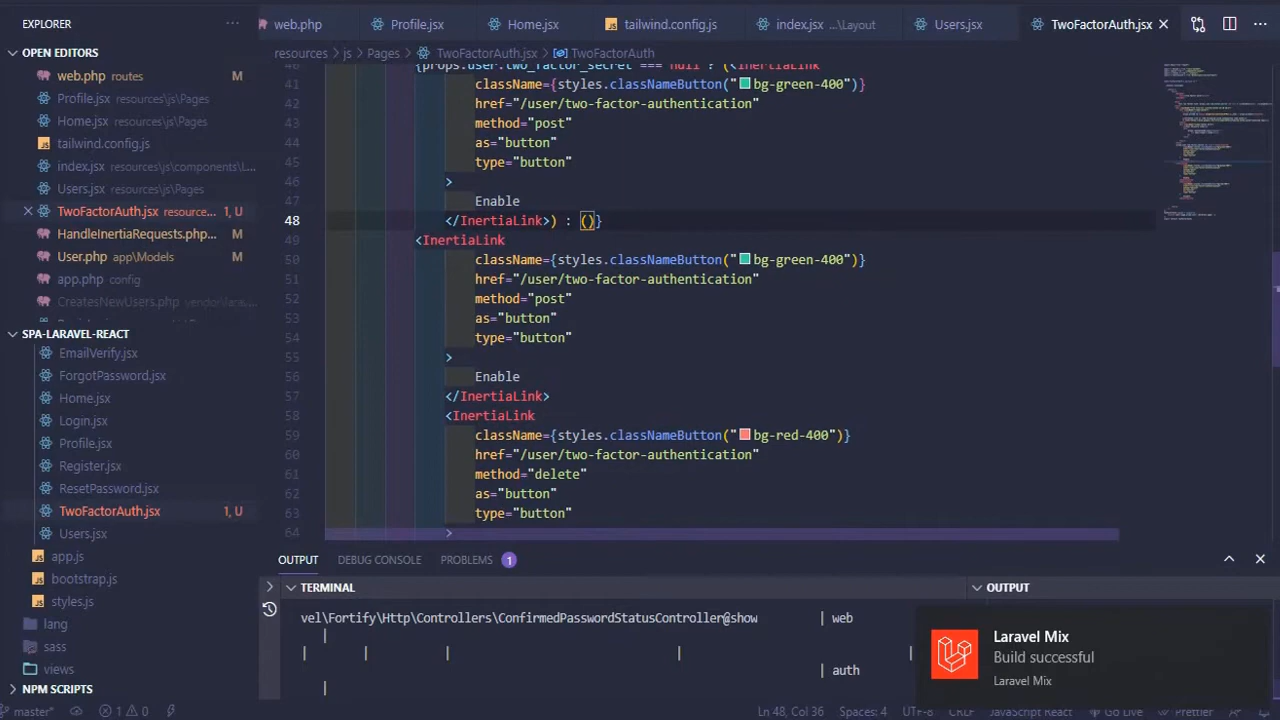 EXPLORER
web.php
Profile.jsx
Home.jsx
tailwind.config.js
index.jsx ...\Layout
Users.jsx
TwoFactorAuth.jsx
OPEN EDITORS
web.php routes M
Profile.jsx resources\js\Pages
Home.jsx resources\js\Pages
tailwind.config.js
index.jsx resources\js\components\L...
Users.jsx resources\js\Pages
TwoFactorAuth.jsx resource... 1, U
HandleInertiaRequests.php... M
User.php app\Models M
app.php config
CreatesNewUsers.php vendor\lara...
SPA-LARAVEL-REACT
EmailVerify.jsx
ForgotPassword.jsx
Home.jsx
Login.jsx
Profile.jsx
Register.jsx
ResetPassword.jsx
TwoFactorAuth.jsx 1, U
Users.jsx
app.js
bootstrap.js
styles.js
lang
sass
views
NPM SCRIPTS
resources > js > Pages > TwoFactorAuth.jsx > TwoFactorAuth
40 {props.user.two_factor_secret === null ? (<InertiaLink
41 className={styles.classNameButton("bg-green-400")}
42 href="/user/two-factor-authentication"
43 method="post"
44 as="button"
45 type="button"
46 >
47 Enable
48 </InertiaLink>) : ()}
49 <InertiaLink
50 className={styles.classNameButton("bg-green-400")}
51 href="/user/two-factor-authentication"
52 method="post"
53 as="button"
54 type="button"
55 >
56 Enable
57 </InertiaLink>
58 <InertiaLink
59 className={styles.classNameButton("bg-red-400")}
60 href="/user/two-factor-authentication"
61 method="delete"
62 as="button"
63 type="button"
64 >
OUTPUT
DEBUG CONSOLE
PROBLEMS 1
TERMINAL
OUTPUT
vel\Fortify\Http\Controllers\ConfirmedPasswordStatusController@show | web
|
| | | | |
| auth
|
Laravel Mix
Build successful
Laravel Mix
master* 1 0
Ln 48, Col 36
Spaces: 4
UTF-8
CRLF
JavaScript React
Go Live
Prettier